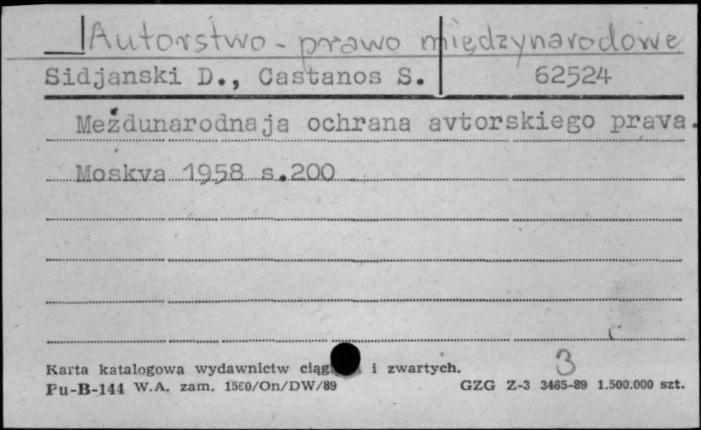 Autorstwo - prawo międzynarodowe
Sidjanski D., Castanos S. 62524
Meždunarodnaja ochrana avtorskiego prava.
Moskva 1958 s.200
3
Karta katalogowa wydawnictw ciąg i zwartych.
Pu-B-144 W.A. zam. 1580/On/DW/89 GZG Z-3 3465-89 1.500.000 szt.